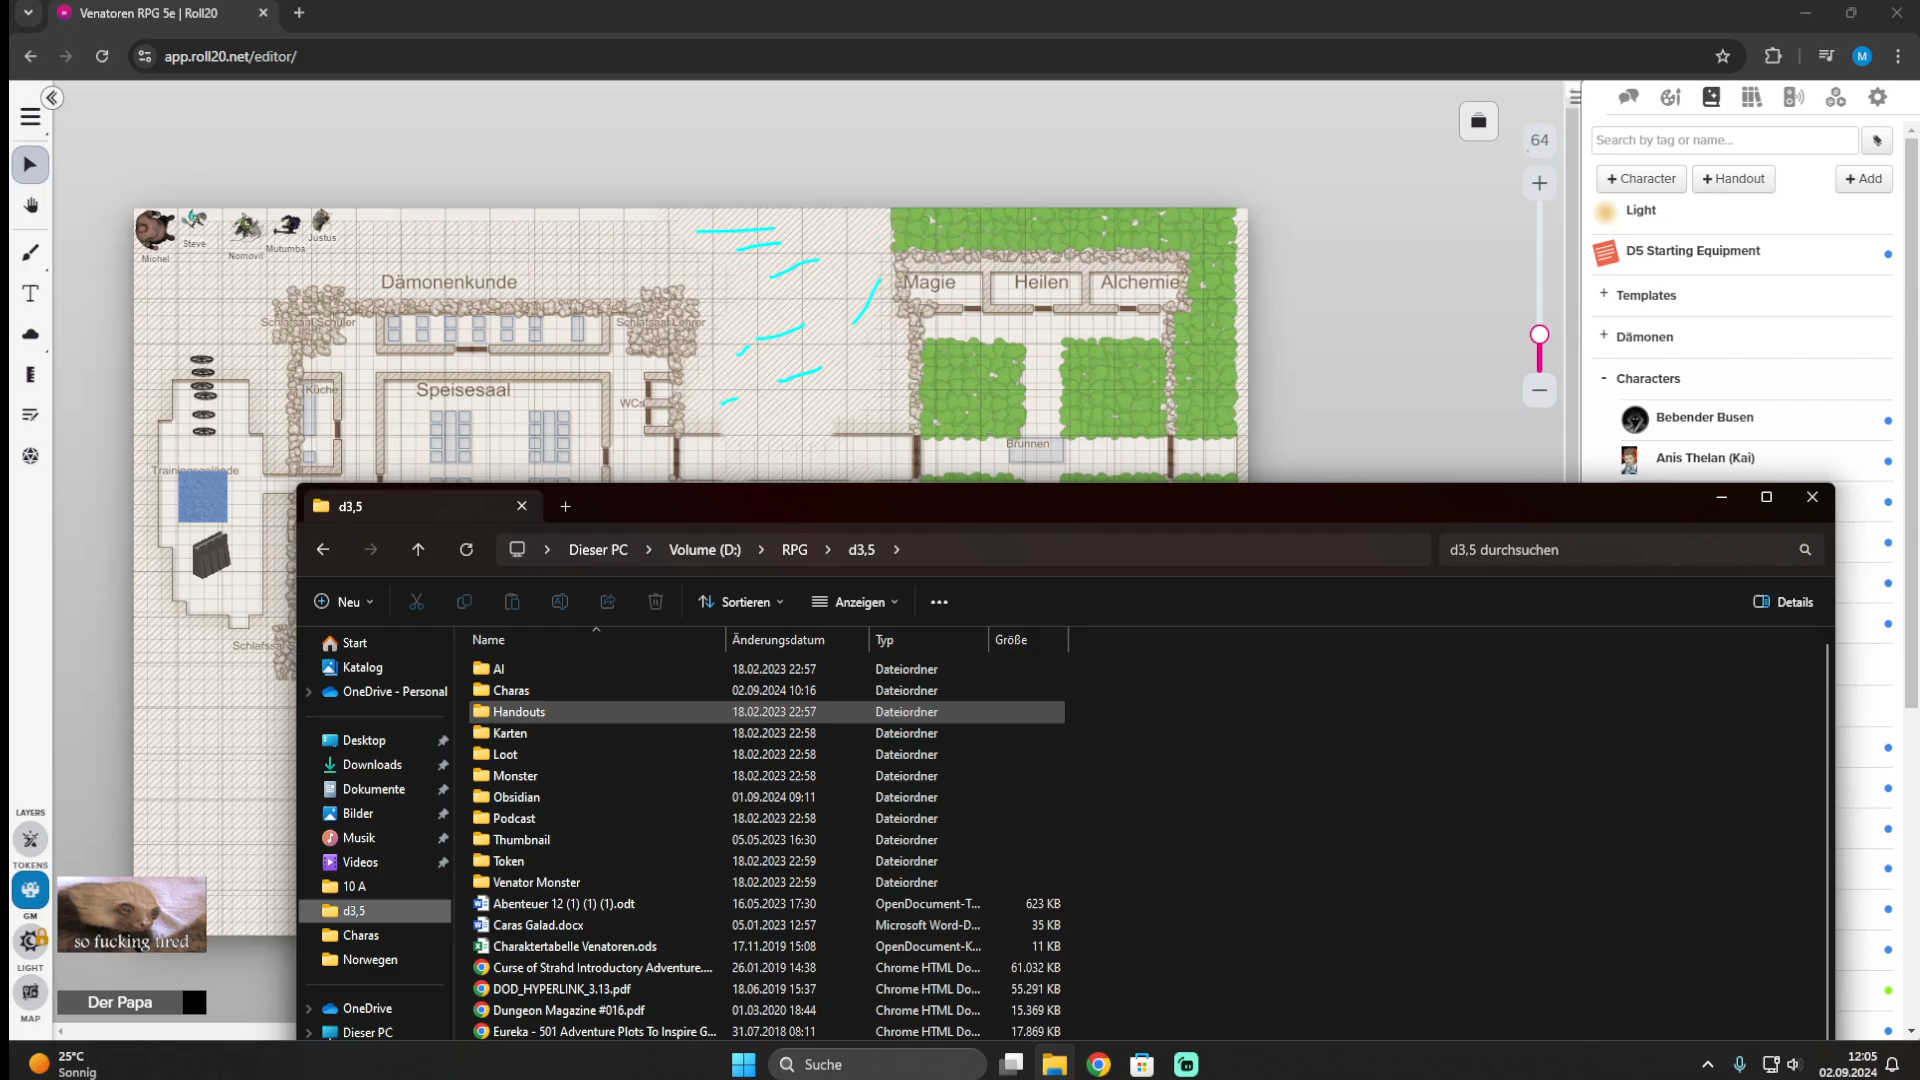 Venatoren RPG 5e | Roll20
app.roll20.net/editor/
64
Search by tag or name...
+ Character
+ Handout
+ Add
Light
D5 Starting Equipment
+ Templates
+ Dämonen
- Characters
Bebender Busen
Anis Thelan (Kai)
Michel
Steve
Nomovil
Mutumba
Justus
Dämonenkunde
Magie
Heilen
Alchemie
Schlafsaal Schüler
Schlafsaal Lehrer
Küche
Speisesaal
WCs
Brunnen
Trainingsgelände
d3,5
Dieser PC
Volume (D:)
RPG
d3,5
d3,5 durchsuchen
Neu
Sortieren
Anzeigen
Details
Name
Änderungsdatum
Typ
Größe
Start
Katalog
OneDrive - Personal
Desktop
Downloads
Dokumente
Bilder
Musik
Videos
10 A
d3,5
Charas
Norwegen
OneDrive
Dieser PC
AI 18.02.2023 22:57 Dateiordner
Charas 02.09.2024 10:16 Dateiordner
Handouts 18.02.2023 22:57 Dateiordner
Karten 18.02.2023 22:58 Dateiordner
Loot 18.02.2023 22:58 Dateiordner
Monster 18.02.2023 22:58 Dateiordner
Obsidian 01.09.2024 09:11 Dateiordner
Podcast 18.02.2023 22:58 Dateiordner
Thumbnail 05.05.2023 16:30 Dateiordner
Token 18.02.2023 22:59 Dateiordner
Venator Monster 18.02.2023 22:59 Dateiordner
Abenteuer 12 (1) (1) (1).odt 16.05.2023 17:30 OpenDocument-T... 623 KB
Caras Galad.docx 05.01.2023 12:57 Microsoft Word-D... 35 KB
Charaktertabelle Venatoren.ods 17.11.2019 15:08 OpenDocument-K... 11 KB
Curse of Strahd Introductory Adventure.... 26.01.2019 14:38 Chrome HTML Do... 61.032 KB
DOD_HYPERLINK_3.13.pdf 18.06.2019 15:37 Chrome HTML Do... 55.291 KB
Dungeon Magazine #016.pdf 01.03.2020 18:44 Chrome HTML Do... 15.369 KB
Eureka - 501 Adventure Plots To Inspire G... 31.07.2018 08:11 Chrome HTML Do... 17.869 KB
LAYERS
TOKENS
GM
LIGHT
MAP
so fucking tired
Der Papa
25°C
Sonnig
Suche
12:05
02.09.2024
M